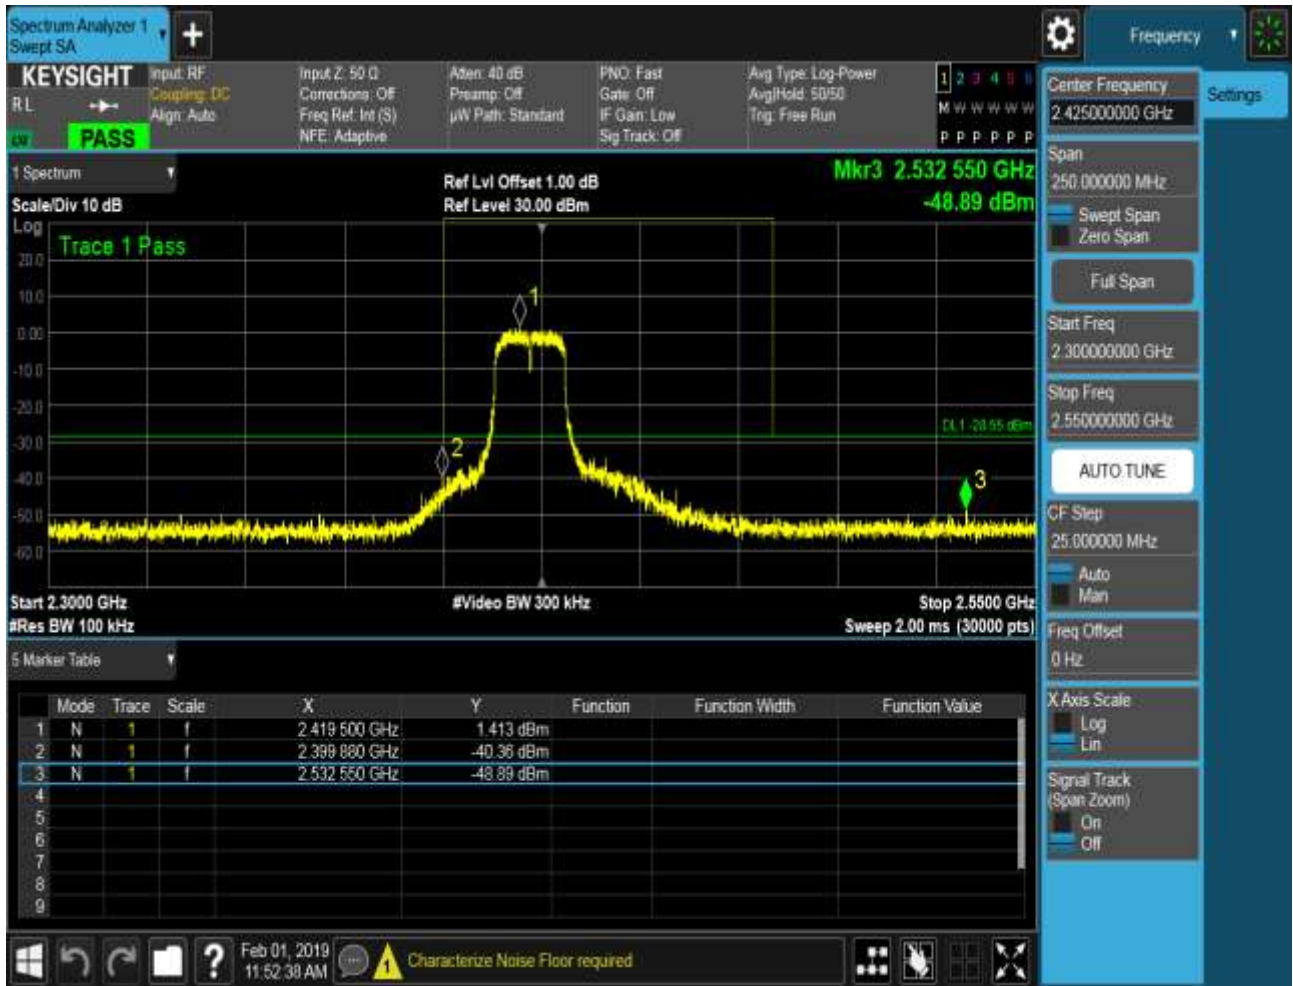 Spectrum Analyzer 1
Swept SA
+
Frequency
KEYSIGHT
R L
PASS
Input: RF
Coupling: DC
Align: Auto
Input Z: 50 Ω
Corrections: Off
Freq Ref: Int (S)
NFE: Adaptive
Atten: 40 dB
Preamp: Off
µW Path: Standard
PNO: Fast
Gate: Off
IF Gain: Low
Sig Track: Off
Avg Type: Log-Power
Avg|Hold: 50/50
Trig: Free Run
1 2 3 4 5 6
M W W W W W
P P P P P P
1 Spectrum
Scale/Div 10 dB
Ref Lvl Offset 1.00 dB
Ref Level 30.00 dBm
Mkr3 2.532 550 GHz
-48.89 dBm
Log
Trace 1 Pass
20.0
10.0
0.00
-10.0
-20.0
-30.0
-40.0
-50.0
-60.0
1
2
3
DL1 -28.55 dBm
Start 2.3000 GHz
#Video BW 300 kHz
Stop 2.5500 GHz
#Res BW 100 kHz
Sweep 2.00 ms (30000 pts)
5 Marker Table
Mode Trace Scale X Y Function Function Width Function Value
1 N 1 f 2.419 500 GHz 1.413 dBm
2 N 1 f 2.399 880 GHz -40.36 dBm
3 N 1 f 2.532 550 GHz -48.89 dBm
4
5
6
7
8
9
Feb 01, 2019
11:52:38 AM
?
1
Characterize Noise Floor required
Center Frequency
2.425000000 GHz
Settings
Span
250.000000 MHz
Swept Span
Zero Span
Full Span
Start Freq
2.300000000 GHz
Stop Freq
2.550000000 GHz
AUTO TUNE
CF Step
25.000000 MHz
Auto
Man
Freq Offset
0 Hz
X Axis Scale
Log
Lin
Signal Track
(Span Zoom)
On
Off